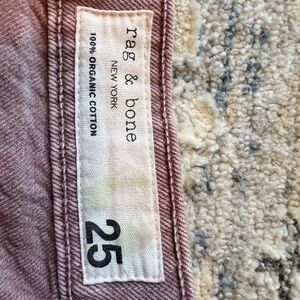 rag & bone
NEW YORK
100% ORGANIC COTTON
25